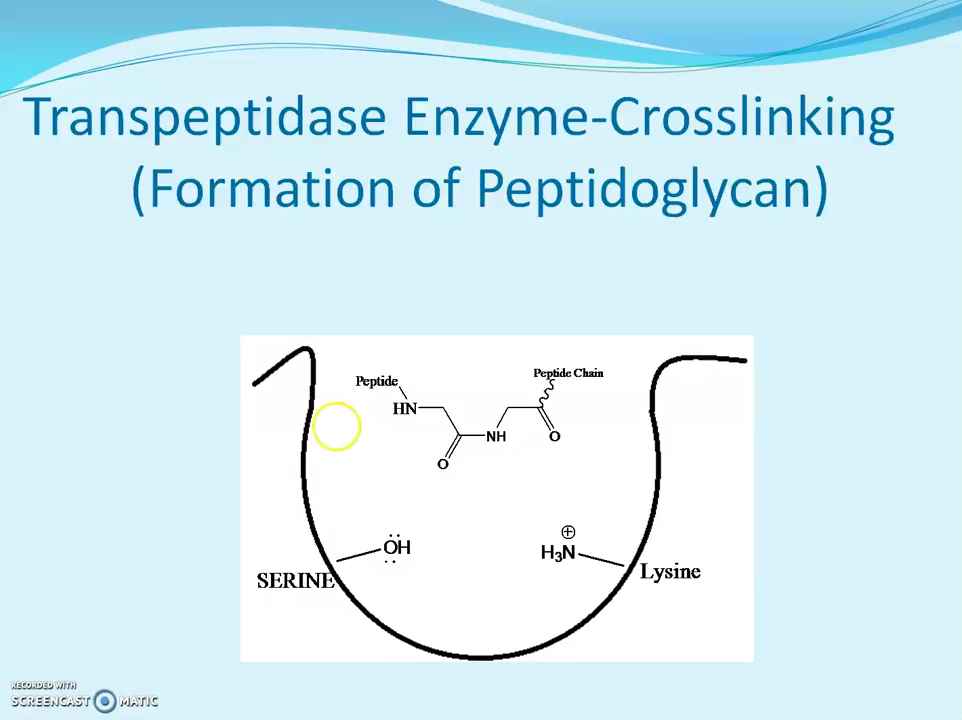 Transpeptidase Enzyme-Crosslinking
(Formation of Peptidoglycan)
Peptide
Peptide Chain
HN
NH
O
O
OH
⊕
H₃N
SERINE
Lysine
RECORDED WITH
SCREENCAST MATIC